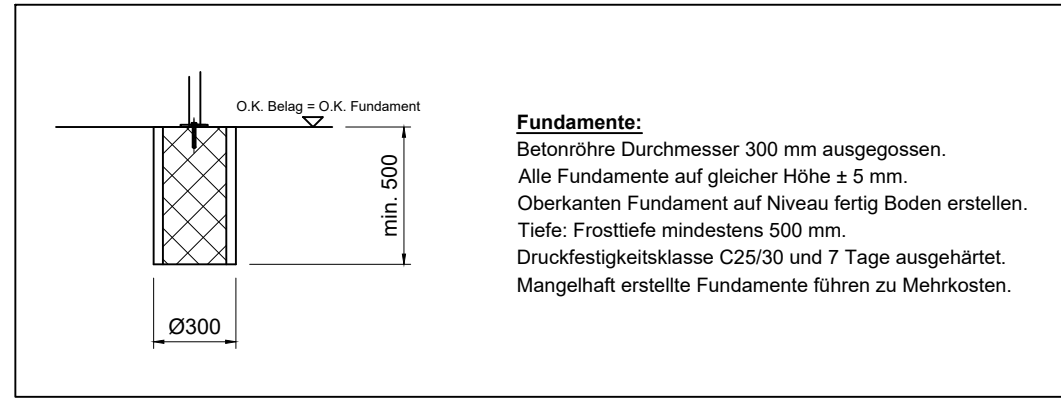 O.K. Belag = O.K. Fundament
min. 500
Ø300
Fundamente:
Betonröhre Durchmesser 300 mm ausgegossen.
Alle Fundamente auf gleicher Höhe ± 5 mm.
Oberkanten Fundament auf Niveau fertig Boden erstellen.
Tiefe: Frosttiefe mindestens 500 mm.
Druckfestigkeitsklasse C25/30 und 7 Tage ausgehärtet.
Mangelhaft erstellte Fundamente führen zu Mehrkosten.